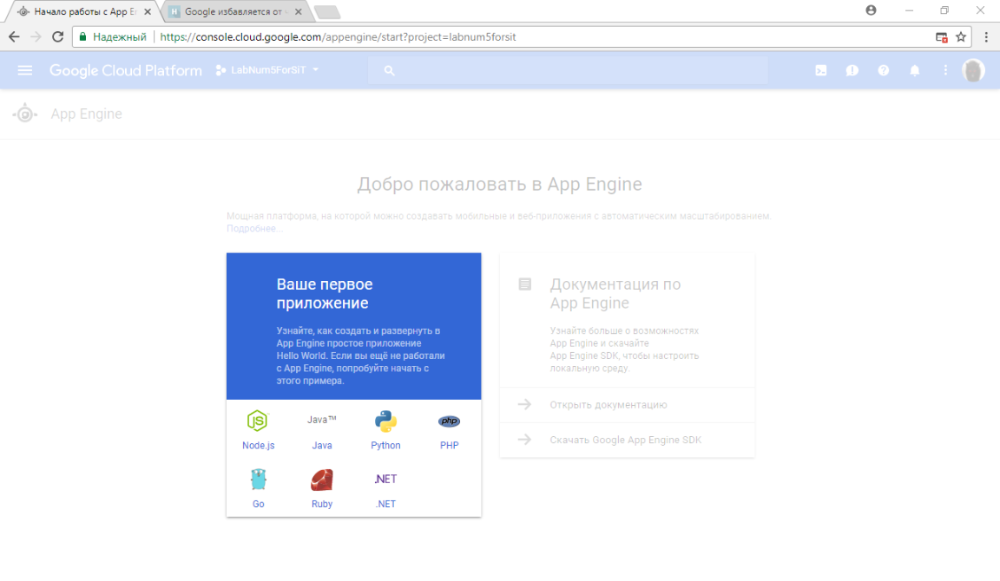 Начало работы с App E
Google избавляется от
Надежный
https://console.cloud.google.com/appengine/start?project=labnum5forsit
Google Cloud Platform
LabNum5ForSiT
App Engine
Добро пожаловать в App Engine
Мощная платформа, на которой можно создавать мобильные и веб-приложения с автоматическим масштабированием.
Подробнее...
Ваше первое
приложение
Узнайте, как создать и развернуть в
App Engine простое приложение
Hello World. Если вы ещё не работали
с App Engine, попробуйте начать с
этого примера.
JS
Java™
php
Node.js
Java
Python
PHP
.NET
Go
Ruby
.NET
Документация по
App Engine
Узнайте больше о возможностях
App Engine и скачайте
App Engine SDK, чтобы настроить
локальную среду.
Открыть документацию
Скачать Google App Engine SDK